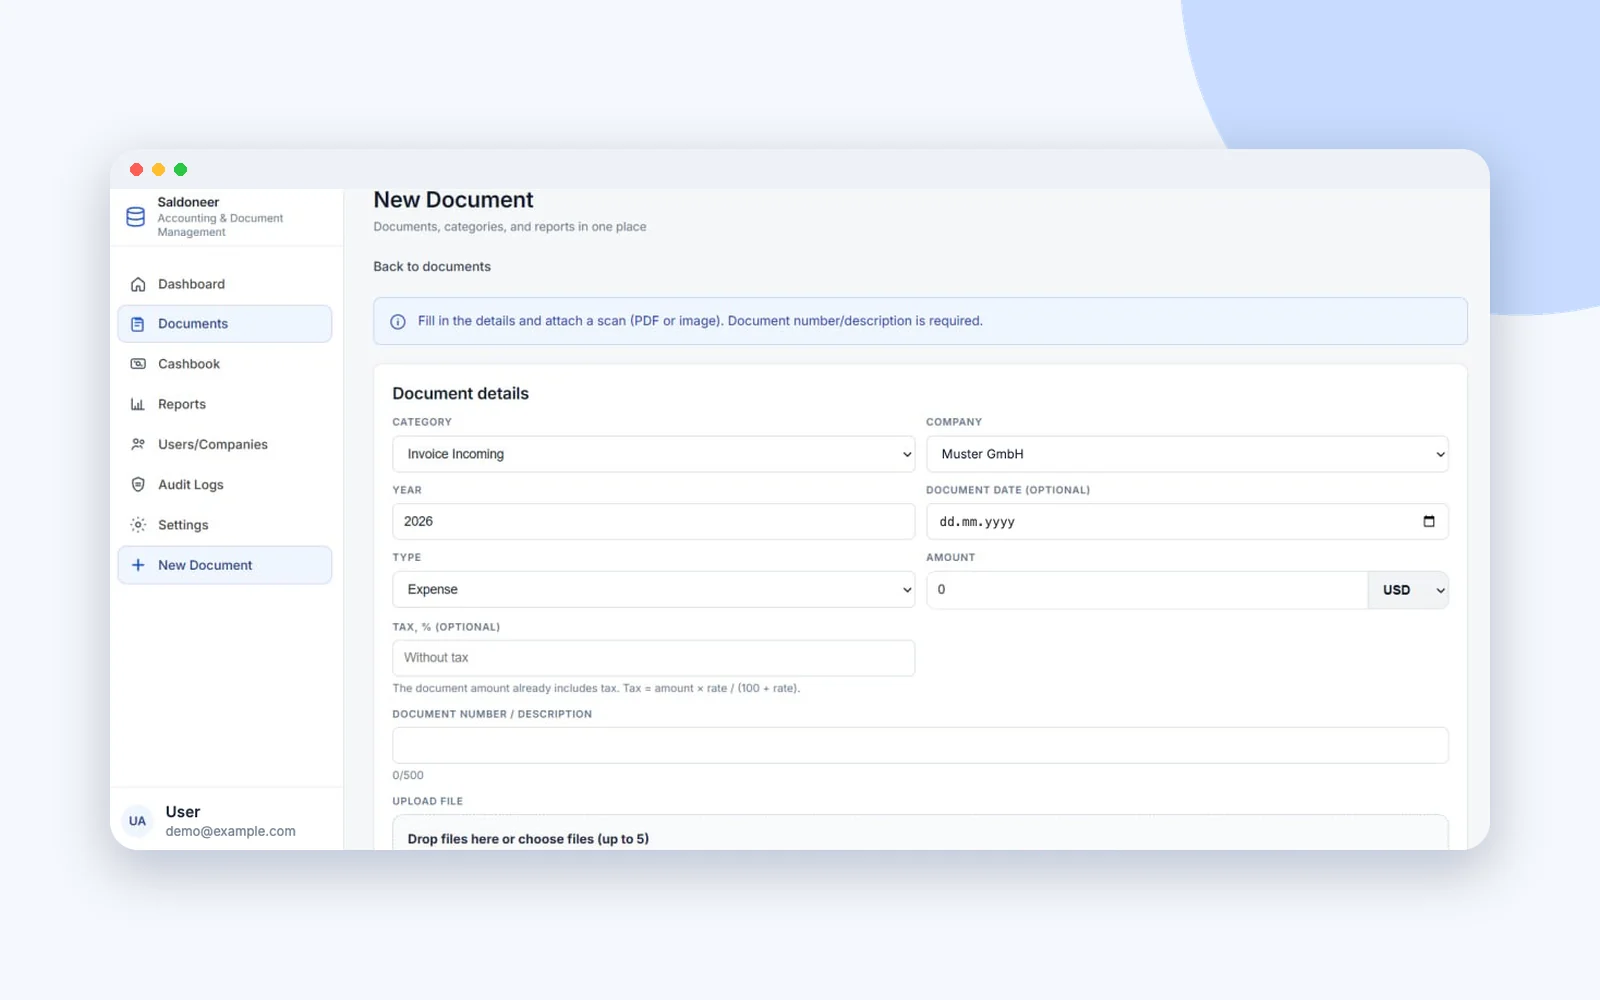 Saldoneer
Accounting & Document
Management
Dashboard
Documents
Cashbook
Reports
Users/Companies
Audit Logs
Settings
New Document
UA
User
demo@example.com
New Document
Documents, categories, and reports in one place
Back to documents
Fill in the details and attach a scan (PDF or image). Document number/description is required.
Document details
CATEGORY
Invoice Incoming
COMPANY
Muster GmbH
YEAR
2026
DOCUMENT DATE (OPTIONAL)
dd.mm.yyyy
TYPE
Expense
AMOUNT
0
USD
TAX, % (OPTIONAL)
Without tax
The document amount already includes tax. Tax = amount × rate / (100 + rate).
DOCUMENT NUMBER / DESCRIPTION
0/500
UPLOAD FILE
Drop files here or choose files (up to 5)